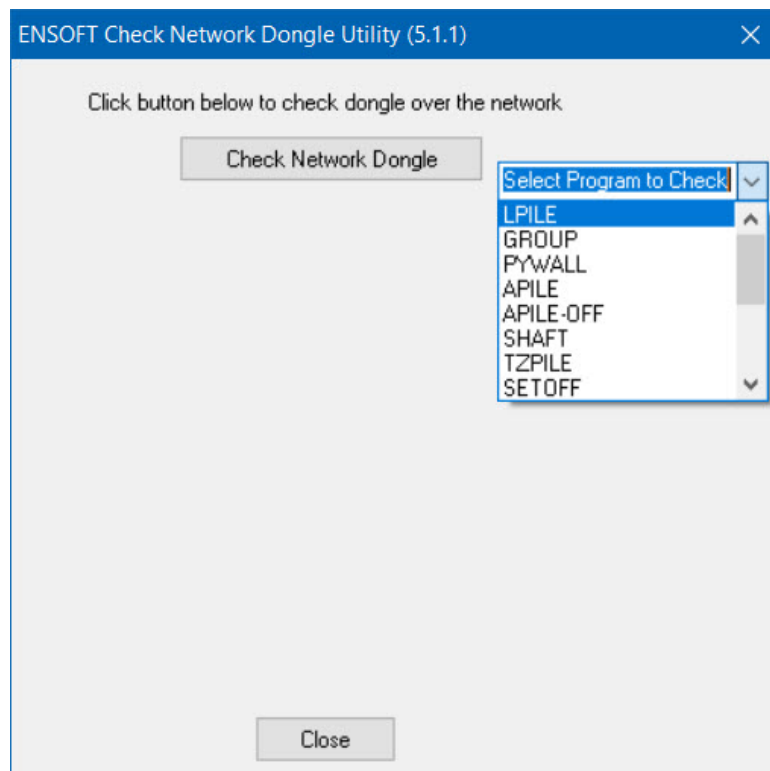 ENSOFT Check Network Dongle Utility (5.1.1)
Click button below to check dongle over the network
Check Network Dongle
Select Program to Check
LPILE
GROUP
PYWALL
APILE
APILE-OFF
SHAFT
TZPILE
SETOFF
Close